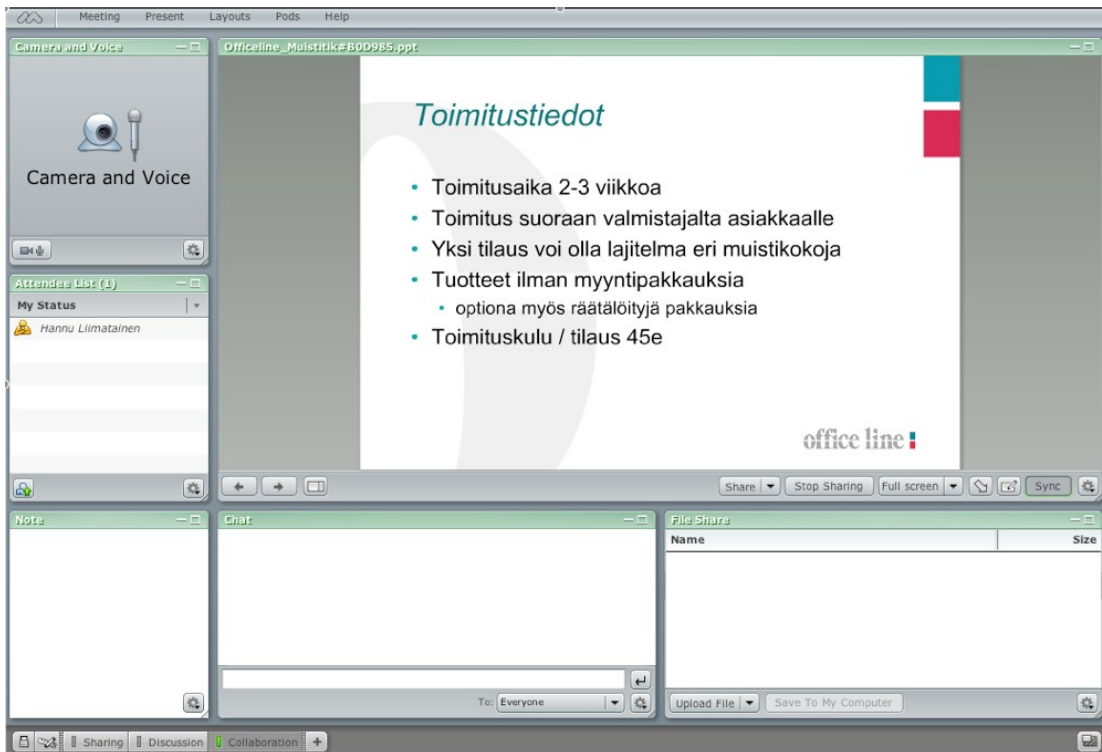 Meeting Present Layouts Pods Help
Camera and Voice
Camera and Voice
Attendee List (1)
My Status
Hannu Liimatainen
Officeline_Muistitik#B0D985.ppt
Toimitustiedot
• Toimitusaika 2-3 viikkoa
• Toimitus suoraan valmistajalta asiakkaalle
• Yksi tilaus voi olla lajitelma eri muistikokoja
• Tuotteet ilman myyntipakkauksia
• optiona myös räätälöityjä pakkauksia
• Toimituskulu / tilaus 45e
office line
Share Stop Sharing Full screen Sync
Note
Chat
To: Everyone
File Share
Name Size
Upload File Save To My Computer
Sharing Discussion Collaboration +